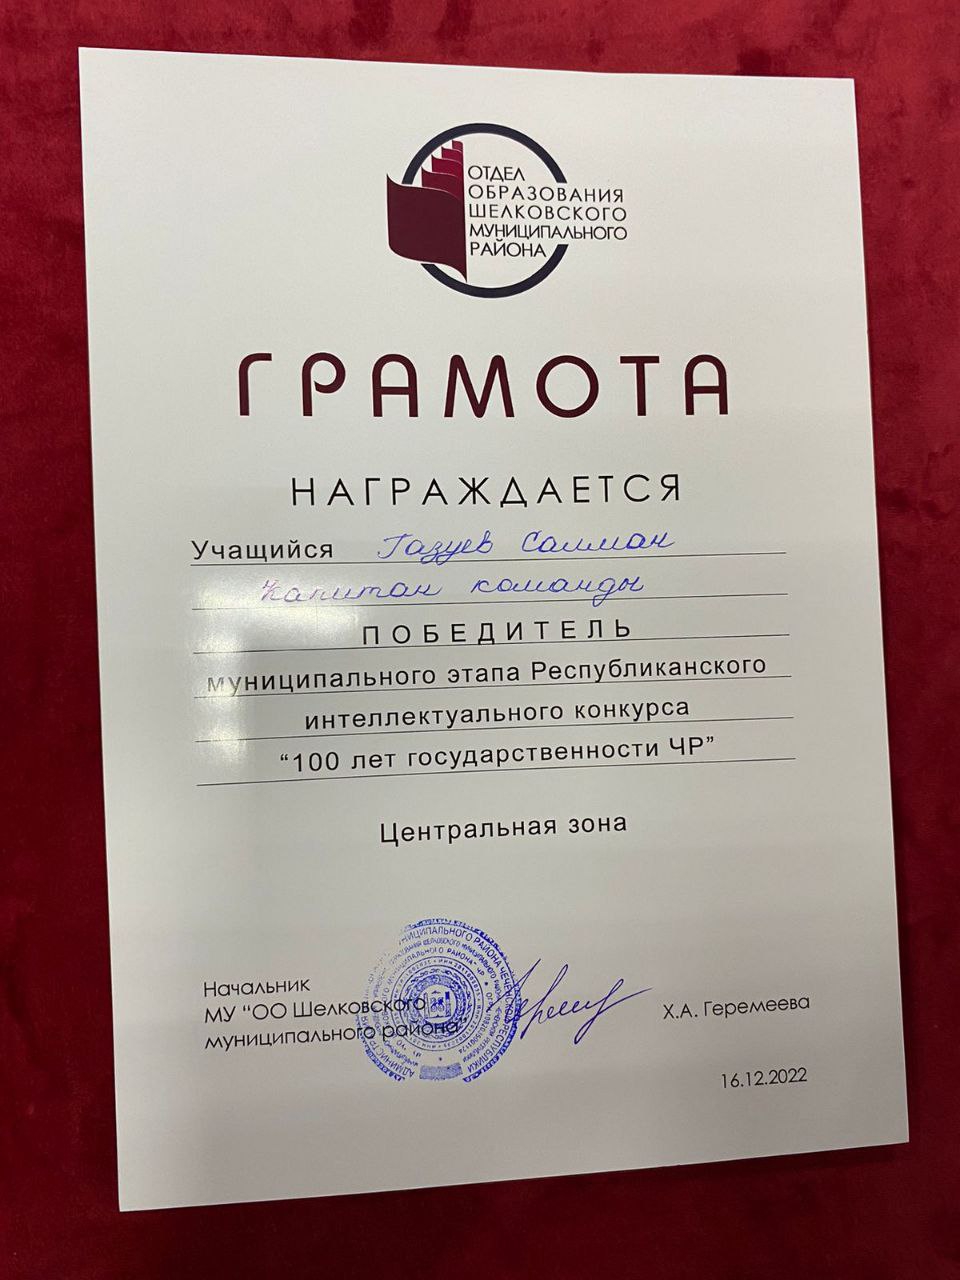 ОТДЕЛ
ОБРАЗОВАНИЯ
ШЕЛКОВСКОГО
МУНИЦИПАЛЬНОГО
РАЙОНА
ГРАМОТА
НАГРАЖДАЕТСЯ
Учащийся Газуев Салман
Капитан команды
ПОБЕДИТЕЛЬ
муниципального этапа Республиканского
интеллектуального конкурса
“100 лет государственности ЧР”
Центральная зона
Начальник
МУ “ОО Шелковского
муниципального района
Х.А. Геремеева
16.12.2022